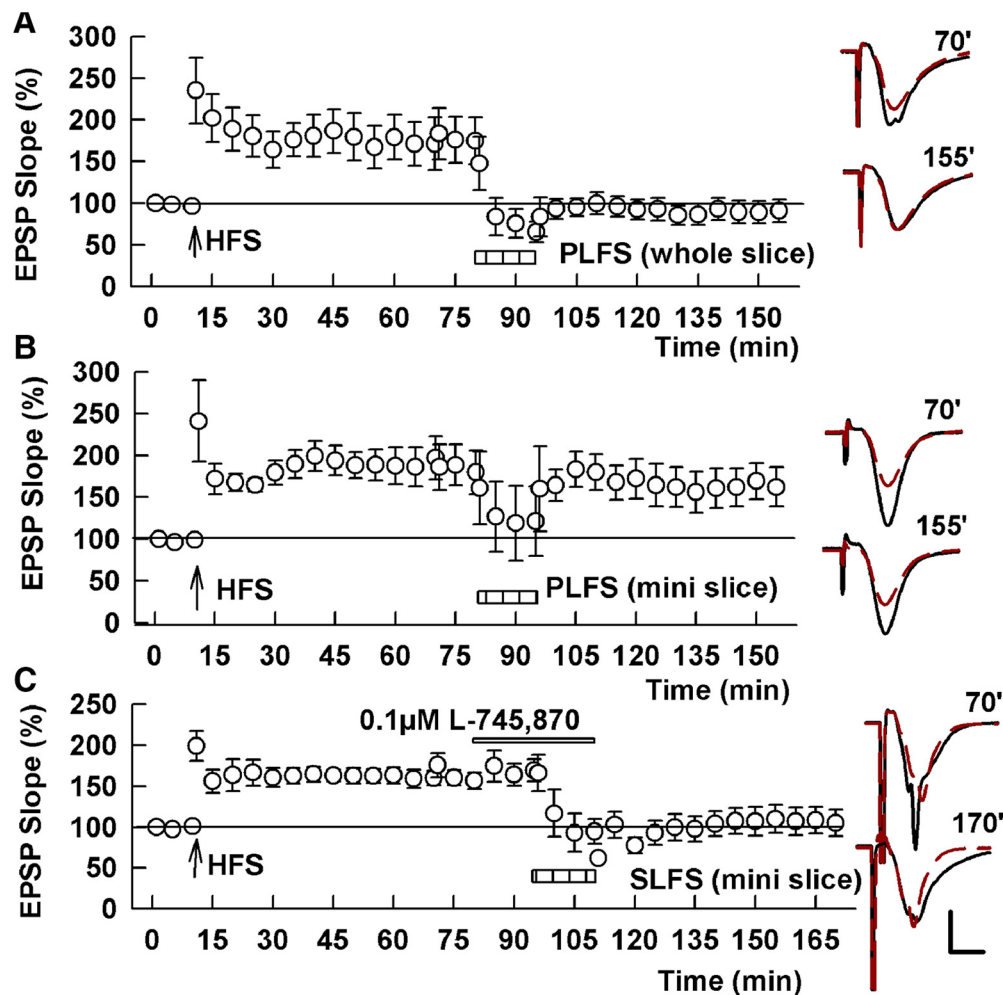 A
EPSP Slope (%)
300
250
200
150
100
50
0
HFS
PLFS (whole slice)
0 15 30 45 60 75 90 105 120 135 150
Time (min)
70'
155'
B
EPSP Slope (%)
300
250
200
150
100
50
0
HFS
PLFS (mini slice)
0 15 30 45 60 75 90 105 120 135 150
Time (min)
70'
155'
C
EPSP Slope (%)
250
200
150
100
50
0
0.1µM L-745,870
HFS
SLFS (mini slice)
0 15 30 45 60 75 90 105 120 135 150 165
Time (min)
70'
170'